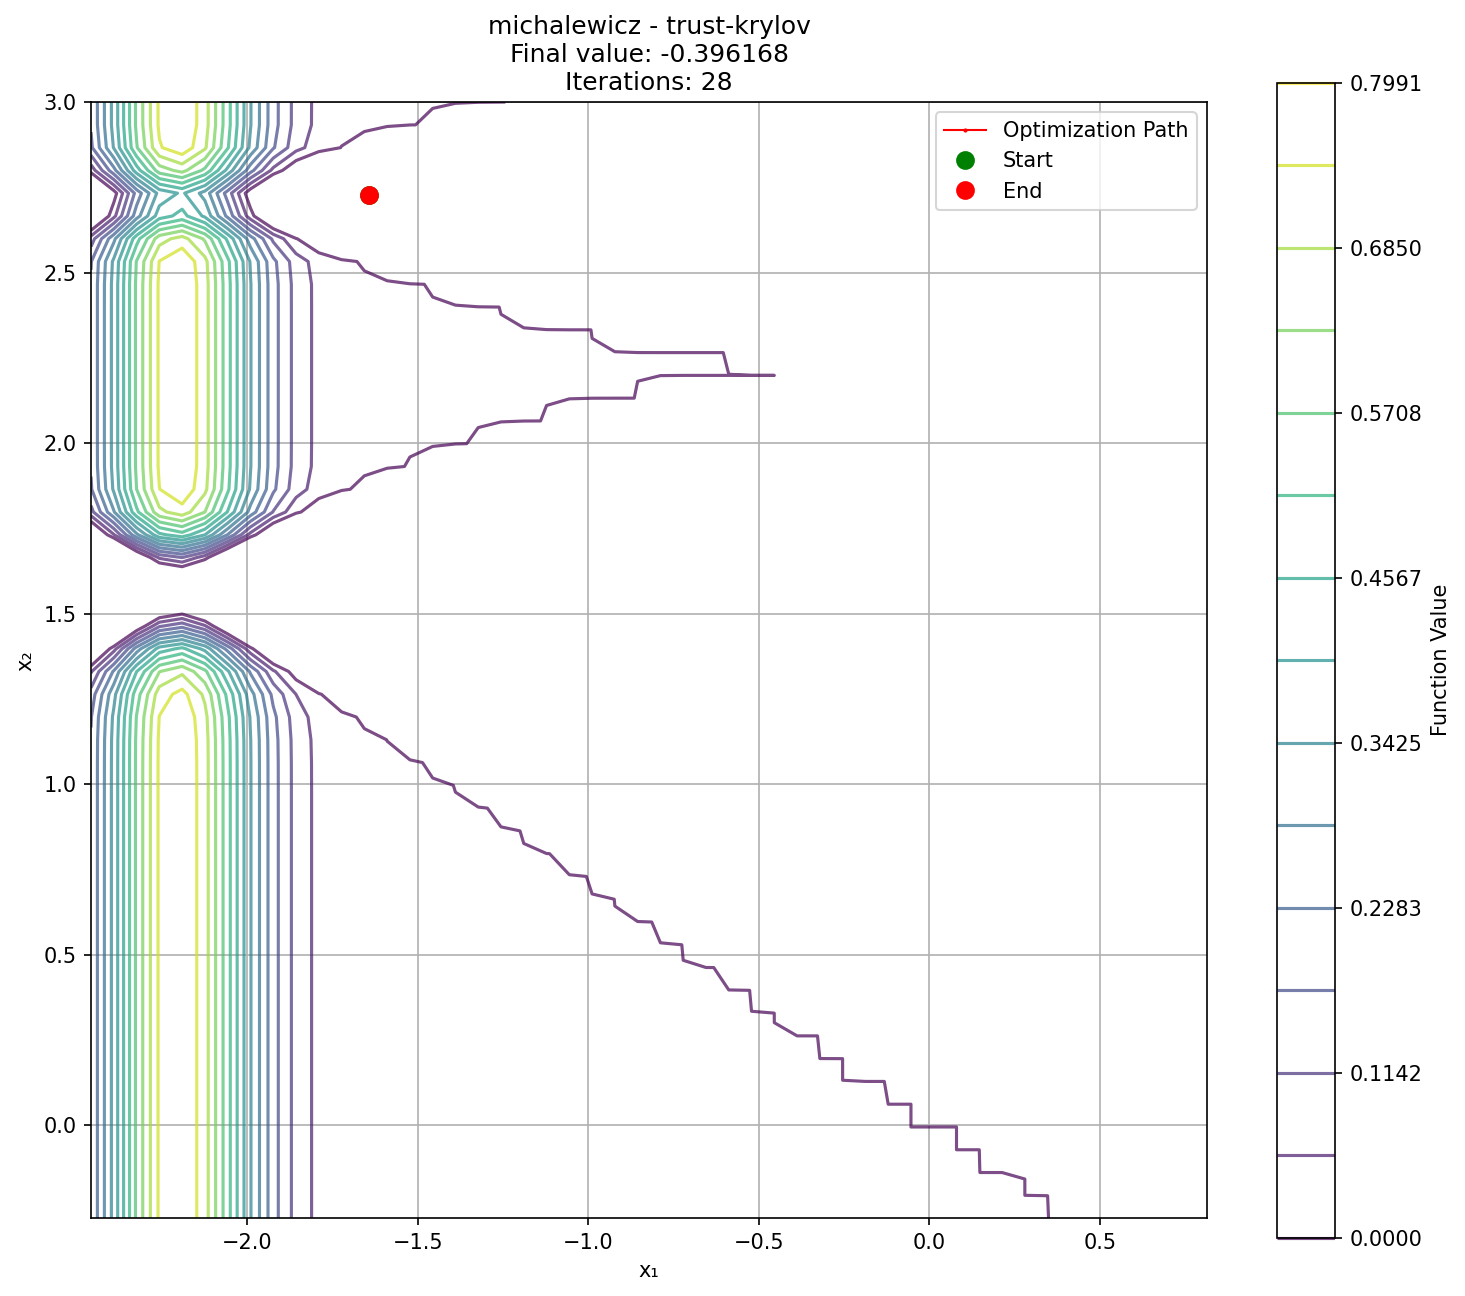 michalewicz - trust-krylov
Final value: -0.396168
Iterations: 28
Optimization Path
Start
End
3.0
2.5
2.0
1.5
1.0
0.5
0.0
x₂
−2.0
−1.5
−1.0
−0.5
0.0
0.5
x₁
0.7991
0.6850
0.5708
0.4567
0.3425
0.2283
0.1142
0.0000
Function Value